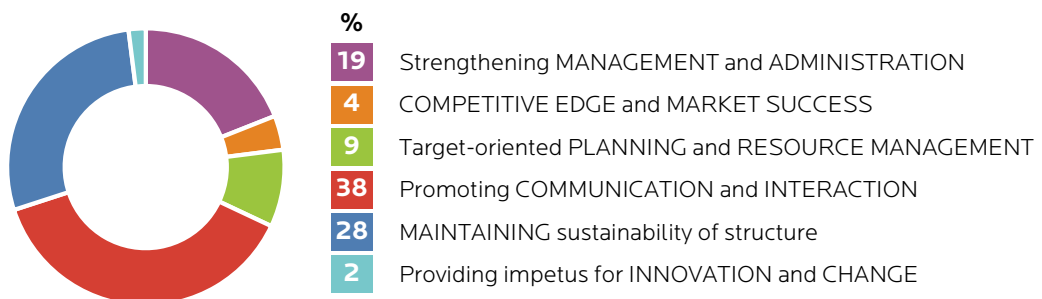 %
19 Strengthening MANAGEMENT and ADMINISTRATION
4 COMPETITIVE EDGE and MARKET SUCCESS
9 Target-oriented PLANNING and RESOURCE MANAGEMENT
38 Promoting COMMUNICATION and INTERACTION
28 MAINTAINING sustainability of structure
2 Providing impetus for INNOVATION and CHANGE